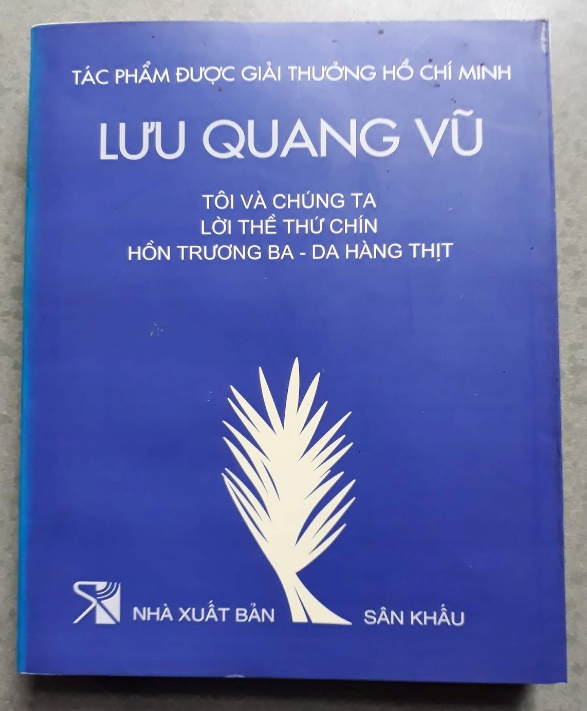 TÁC PHẨM ĐƯỢC GIẢI THƯỞNG HỒ CHÍ MINH
LƯU QUANG VŨ
TÔI VÀ CHÚNG TA
LỜI THỀ THỨ CHÍN
HỒN TRƯƠNG BA - DA HÀNG THỊT
NHÀ XUẤT BẢN SÂN KHẤU